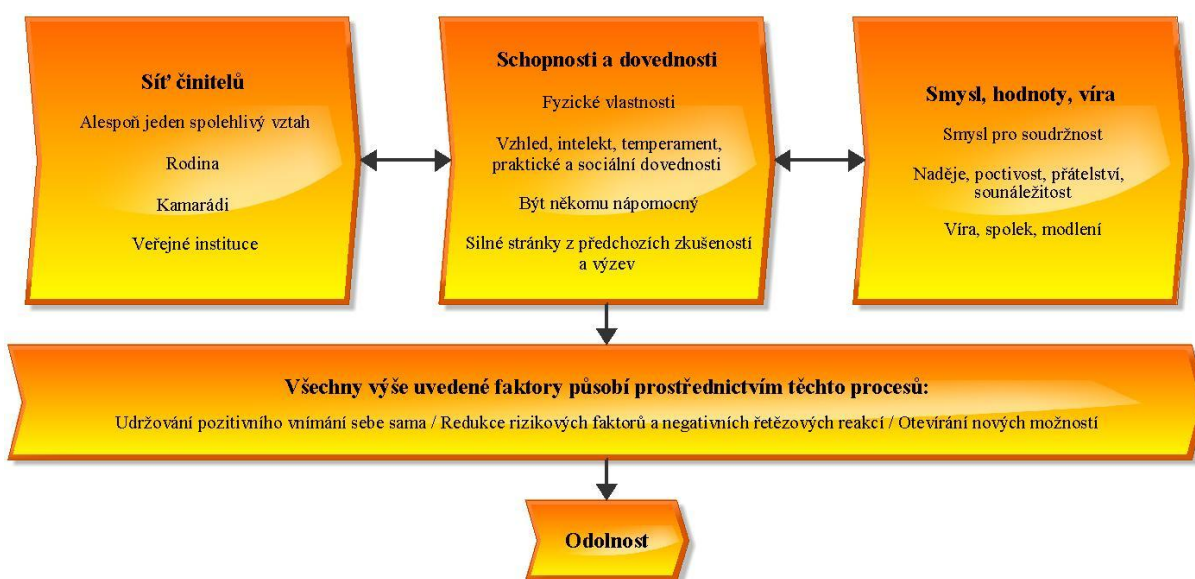 Síť činitelů
Alespoň jeden spolehlivý vztah
Rodina
Kamarádi
Veřejné instituce
Schopnosti a dovednosti
Fyzické vlastnosti
Vzhled, intelekt, temperament,
praktické a sociální dovednosti
Být někomu nápomocný
Silné stránky z předchozích zkušeností
a výzev
Smysl, hodnoty, víra
Smysl pro soudržnost
Naděje, poctivost, přátelství,
sounáležitost
Víra, spolek, modlení
Všechny výše uvedené faktory působí prostřednictvím těchto procesů:
Udržování pozitivního vnímání sebe sama / Redukce rizikových faktorů a negativních řetězových reakcí / Otevírání nových možností
Odolnost